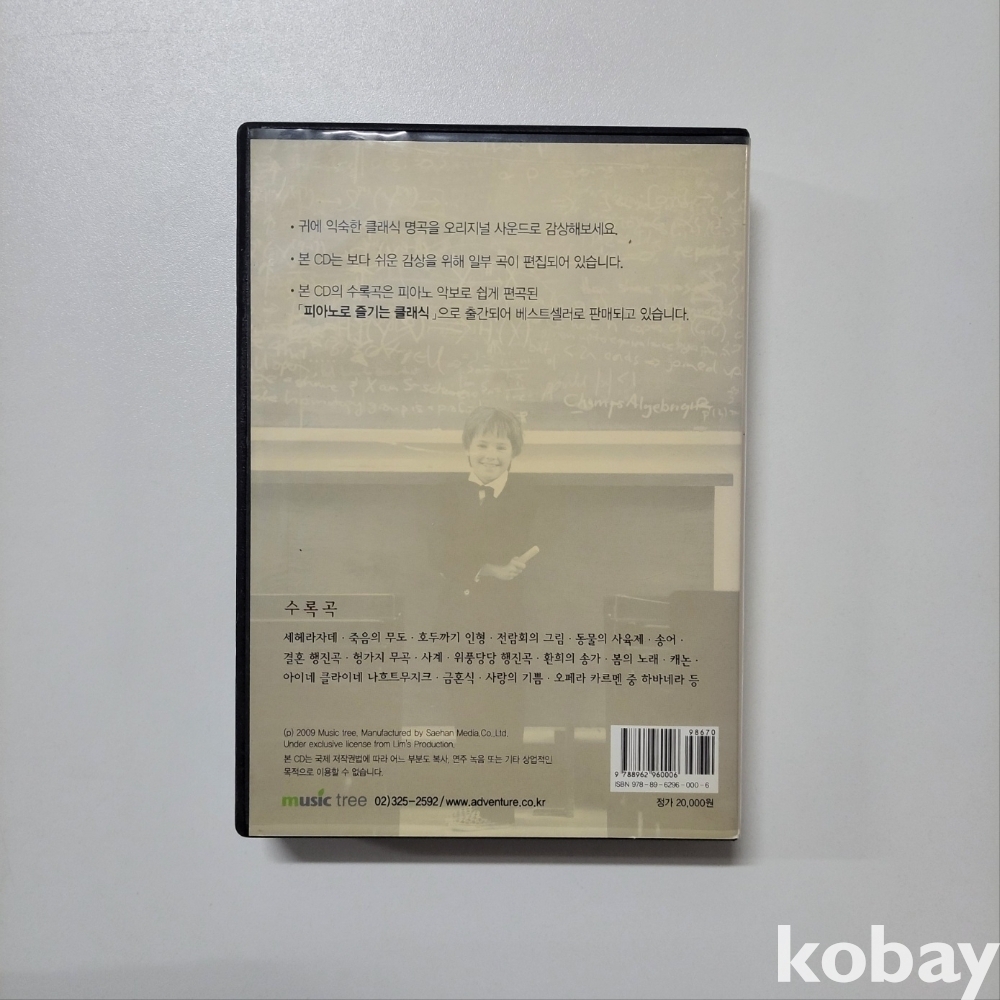 • 귀에 익숙한 클래식 명곡을 오리지널 사운드로 감상해보세요.
• 본 CD는 보다 쉬운 감상을 위해 일부 곡이 편집되어 있습니다.
• 본 CD의 수록곡은 피아노 악보로 쉽게 편곡된
「피아노로 즐기는 클래식」으로 출간되어 베스트셀러로 판매되고 있습니다.
Champs Algebrique
수록곡
세헤라자데 · 죽음의 무도 · 호두까기 인형 · 전람회의 그림 · 동물의 사육제 · 송어 ·
결혼 행진곡 · 헝가지 무곡 · 사계 · 위풍당당 행진곡 · 환희의 송가 · 봄의 노래 · 캐논 ·
아이네 클라이네 나흐트무지크 · 금혼식 · 사랑의 기쁨 · 오페라 카르멘 중 하바네라 등
(p) 2009 Music tree, Manufactured by Saehan Media,Co.,Ltd.
Under exclusive license from Lim's Production.
본 CD는 국제 저작권법에 따라 어느 부분도 복사, 연주 녹음 또는 기타 상업적인
목적으로 이용할 수 없습니다.
music tree 02)325-2592/www.adventure.co.kr
98670
9 788962 960006
ISBN 978-89-6296-000-6
정가 20,000원
kobay